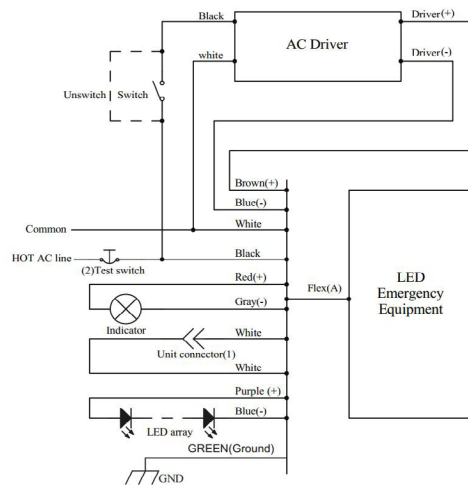 Black
AC Driver
Driver(+)
white
Driver(-)
Unswitch
Switch
Brown(+)
Blue(-)
Common
White
HOT AC line
Black
(2)Test switch
Red(+)
Flex(A)
LED
Emergency
Equipment
Gray(-)
Indicator
White
Unit connector(1)
White
Purple (+)
Blue(-)
LED array
GREEN(Ground)
GND